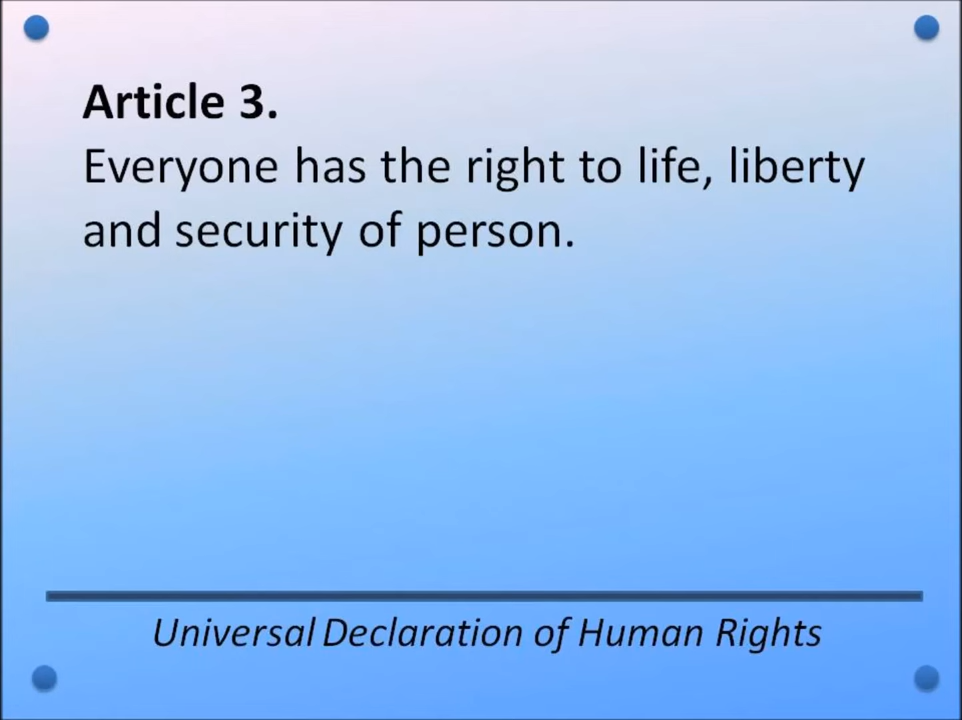 Article 3.
Everyone has the right to life, liberty
and security of person.
Universal Declaration of Human Rights